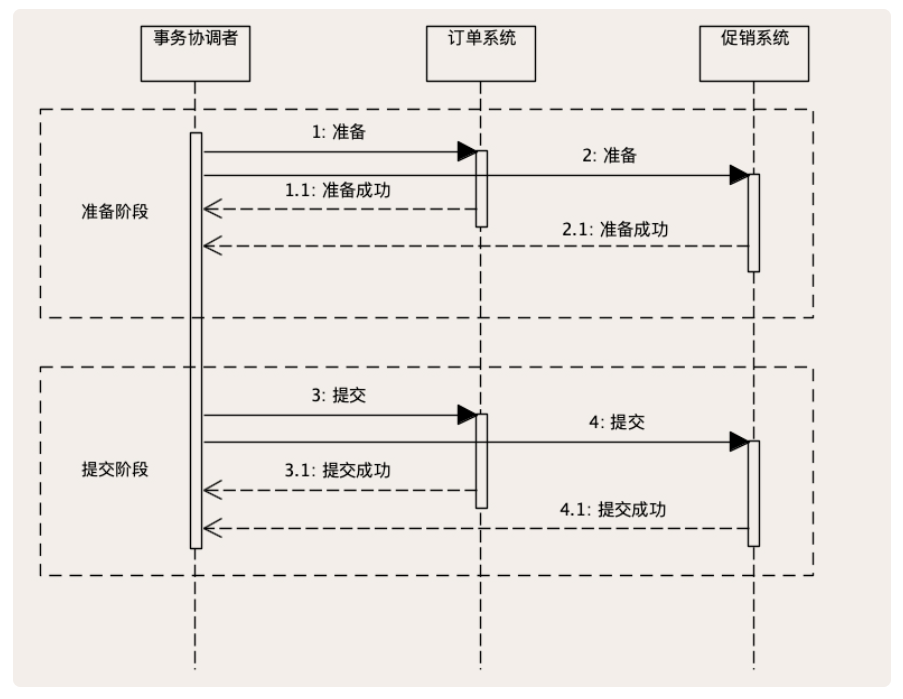 事务协调者
订单系统
促销系统
1: 准备
2: 准备
1.1: 准备成功
准备阶段
2.1: 准备成功
3: 提交
4: 提交
3.1: 提交成功
提交阶段
4.1: 提交成功